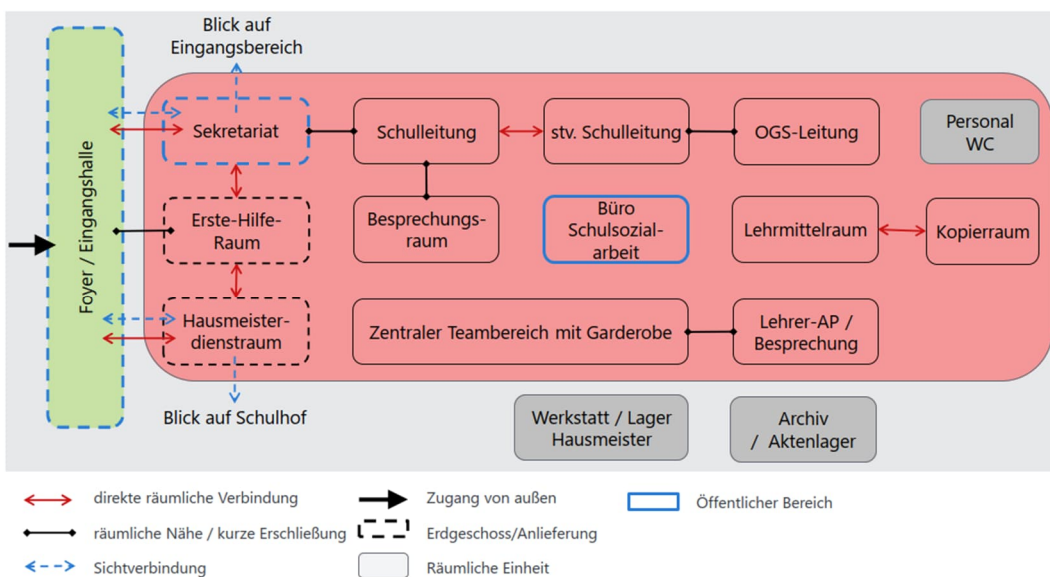 Blick auf
Eingangsbereich
Foyer / Eingangshalle
Sekretariat
Schulleitung
stv. Schulleitung
OGS-Leitung
Personal
WC
Erste-Hilfe-
Raum
Besprechungs-
raum
Büro
Schulsozial-
arbeit
Lehrmittelraum
Kopierraum
Hausmeister-
dienstraum
Zentraler Teambereich mit Garderobe
Lehrer-AP /
Besprechung
Blick auf Schulhof
Werkstatt / Lager
Hausmeister
Archiv
/ Aktenlager
direkte räumliche Verbindung
Zugang von außen
Öffentlicher Bereich
räumliche Nähe / kurze Erschließung
Erdgeschoss/Anlieferung
Sichtverbindung
Räumliche Einheit